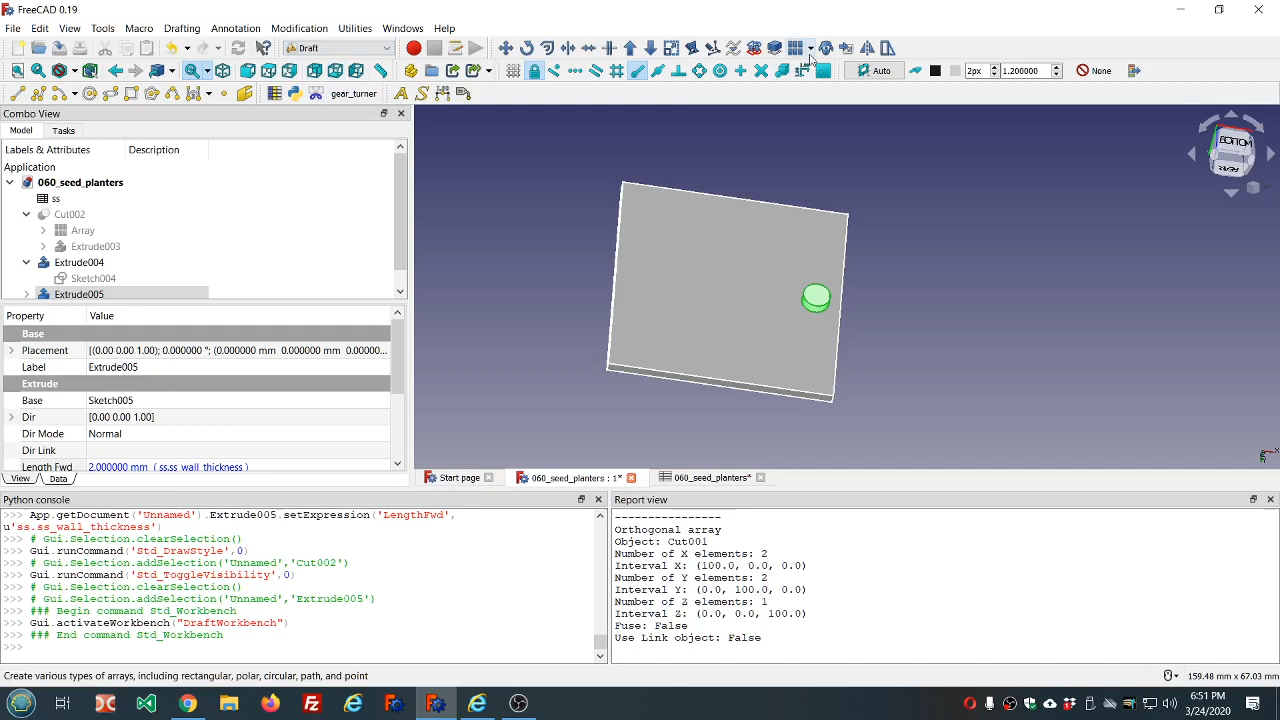 FreeCAD 0.19
File Edit View Tools Macro Drafting Annotation Modification Utilities Windows Help
Draft
Auto 2px 1.200000 None
gear_turner
Combo View
Model Tasks
Labels & Attributes Description
Application
060_seed_planters
ss
Cut002
Array
Extrude003
Extrude004
Sketch004
Extrude005
Property Value
Base
Placement [(0.00 0.00 1.00); 0.000000 °; (0.000000 mm 0.000000 mm 0.00000...
Label Extrude005
Extrude
Base Sketch005
Dir [0.00 0.00 1.00]
Dir Mode Normal
Dir Link
Length Fwd 2.000000 mm ( ss.ss_wall_thickness )
View Data
BOTTOM
REAR
Start page 060_seed_planters : 1* 060_seed_planters*
Python console
>>> App.getDocument('Unnamed').Extrude005.setExpression('LengthFwd',
u'ss.ss_wall_thickness')
>>> # Gui.Selection.clearSelection()
>>> Gui.runCommand('Std_DrawStyle',0)
>>> # Gui.Selection.addSelection('Unnamed','Cut002')
>>> Gui.runCommand('Std_ToggleVisibility',0)
>>> # Gui.Selection.clearSelection()
>>> # Gui.Selection.addSelection('Unnamed','Extrude005')
>>> ### Begin command Std_Workbench
>>> Gui.activateWorkbench("DraftWorkbench")
>>> ### End command Std_Workbench
>>>
Report view
----------------
Orthogonal array
Object: Cut001
Number of X elements: 2
Interval X: (100.0, 0.0, 0.0)
Number of Y elements: 2
Interval Y: (0.0, 100.0, 0.0)
Number of Z elements: 1
Interval Z: (0.0, 0.0, 100.0)
Fuse: False
Use Link object: False
Create various types of arrays, including rectangular, polar, circular, path, and point
159.48 mm x 67.03 mm
6:51 PM
3/24/2020